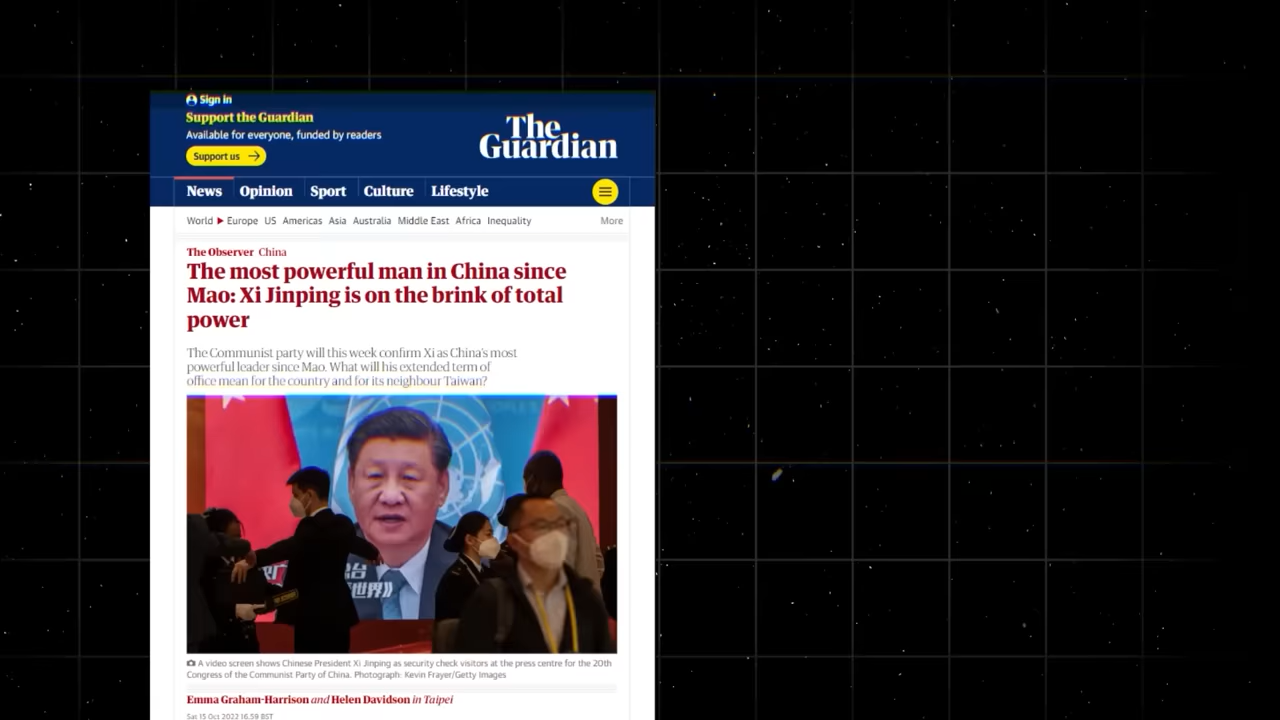 Sign in
Support the Guardian
Available for everyone, funded by readers
Support us
The
Guardian
News Opinion Sport Culture Lifestyle
World Europe US Americas Asia Australia Middle East Africa Inequality More
The Observer China
The most powerful man in China since
Mao: Xi Jinping is on the brink of total
power
The Communist party will this week confirm Xi as China's most
powerful leader since Mao. What will his extended term of
office mean for the country and for its neighbour Taiwan?
世界》
A video screen shows Chinese President Xi Jinping as security check visitors at the press centre for the 20th
Congress of the Communist Party of China. Photograph: Kevin Frayer/Getty Images
Emma Graham-Harrison and Helen Davidson in Taipei
Sat 15 Oct 2022 16.59 BST